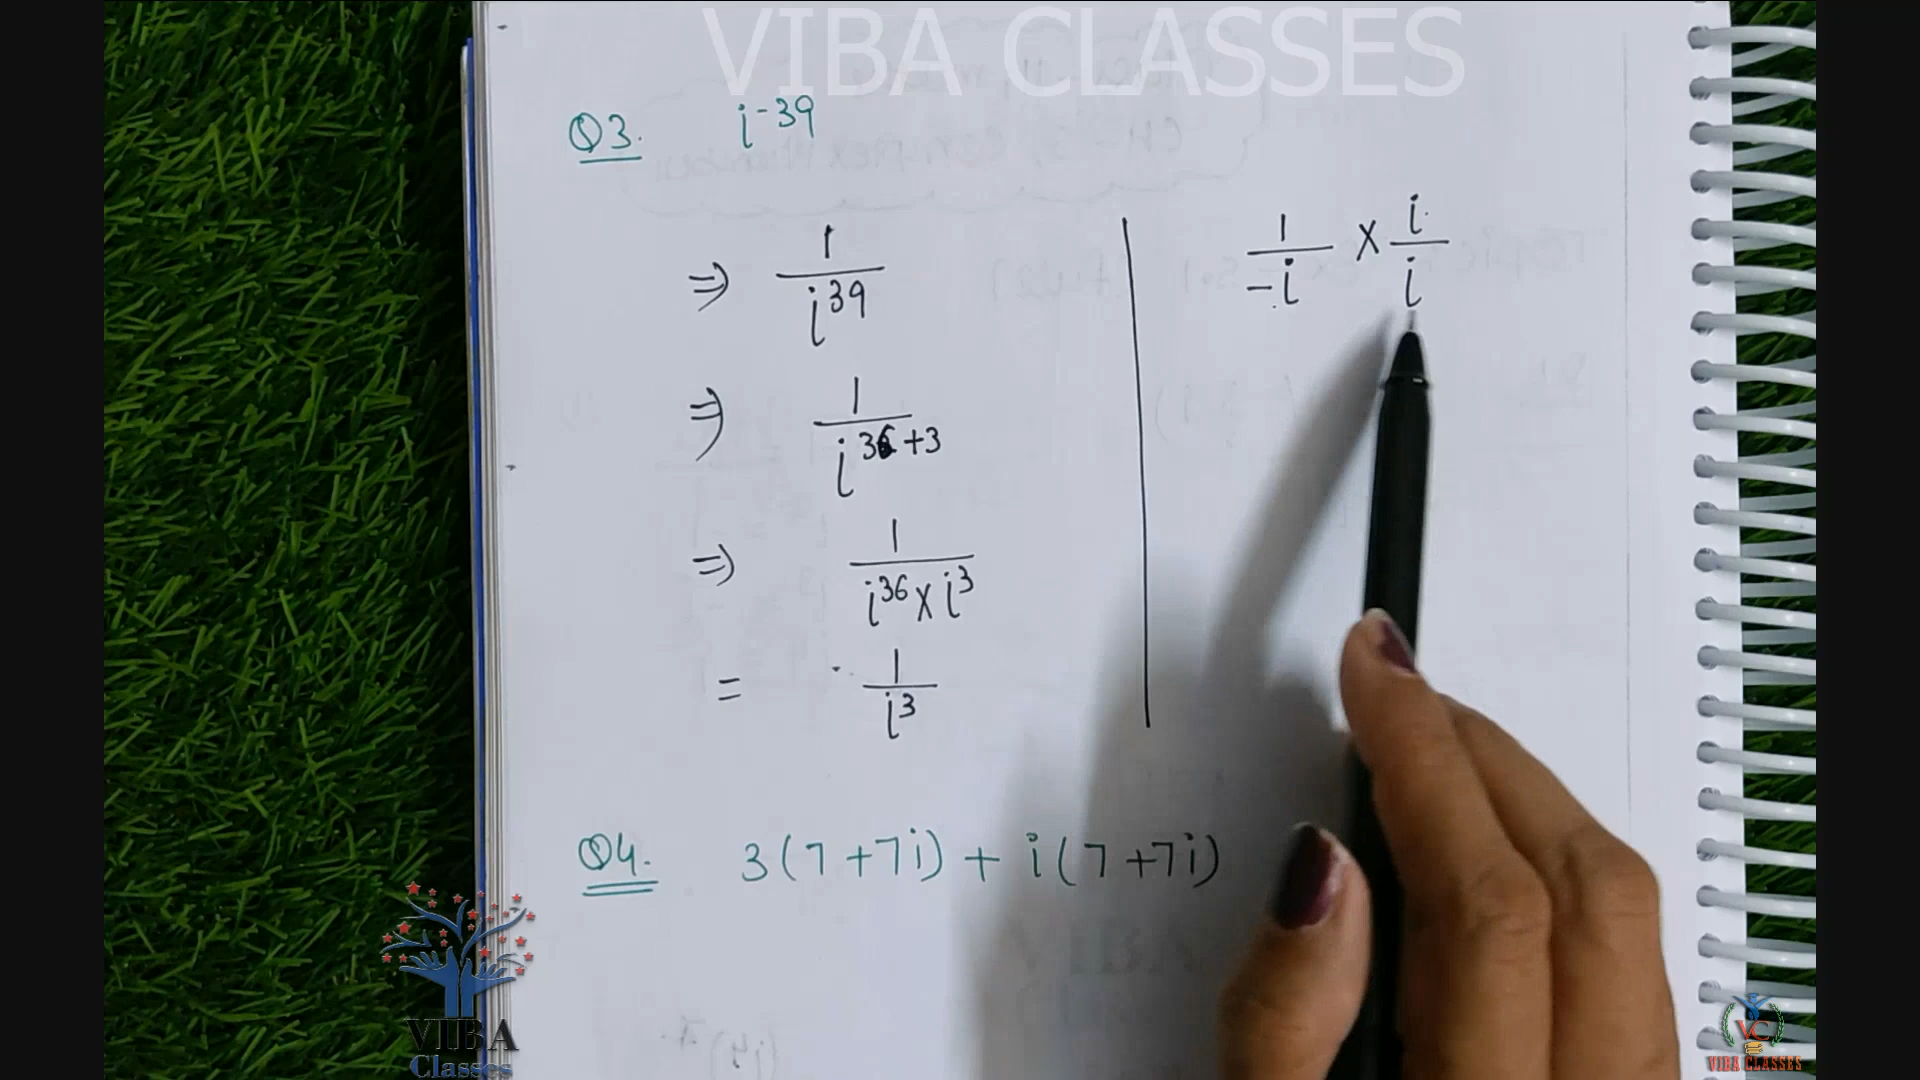 VIBA CLASSES
Q3. i^-39
⇒ 1/i^39
⇒ 1/i^36+3
⇒ 1/i^36 x i^3
= 1/i^3
1/-i x i/i
Q4. 3(7+7i) + i(7+7i)
VIBA
Classes
VC
VIBA CLASSES